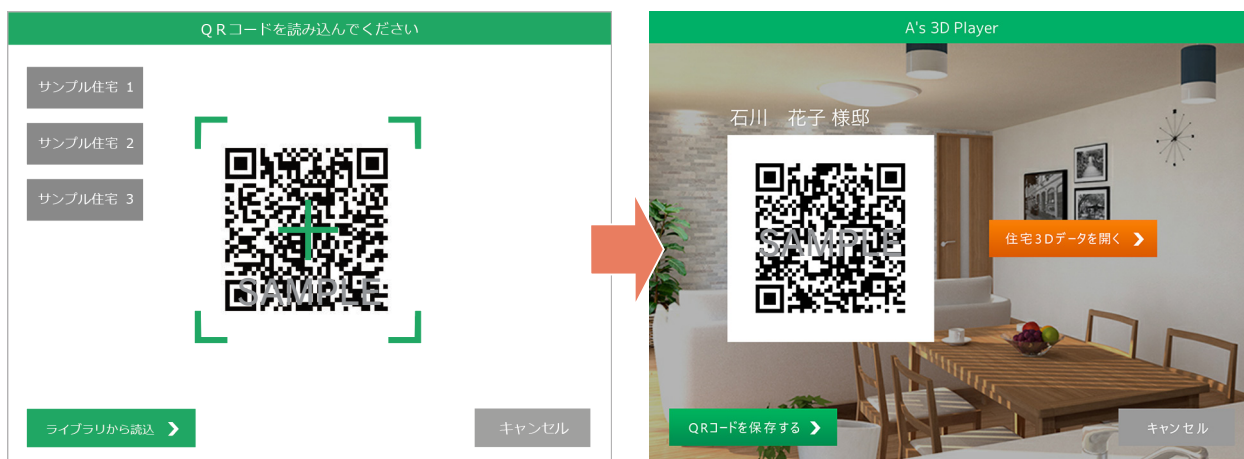 QRコードを読み込んでください
サンプル住宅 1
サンプル住宅 2
サンプル住宅 3
SAMPLE
ライブラリから読込
キャンセル
A's 3D Player
石川 花子 様邸
SAMPLE
住宅3Dデータを開く
QRコードを保存する
キャンセル